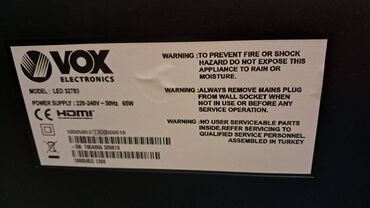 VOX
ELECTRONICS
MODEL : LED 32783
POWER SUPPLY : 220-240V ~ 50Hz 65W
CE HDMI
WARNING : TO PREVENT FIRE OR SHOCK
HAZARD DO NOT EXPOSE THIS
APPLIANCE TO RAIN OR
MOISTURE.
WARNING : ALWAYS REMOVE MAINS PLUG
FROM WALL SOCKET WHEN
NOT IN USE OR BEFORE ANY
SERVICE OPERATION.
WARNING : NO USER SERVICEABLE PARTS
INSIDE. REFER SERVICING TO
QUALIFIED SERVICE PERSONNEL.
ASSEMBLED IN TURKEY